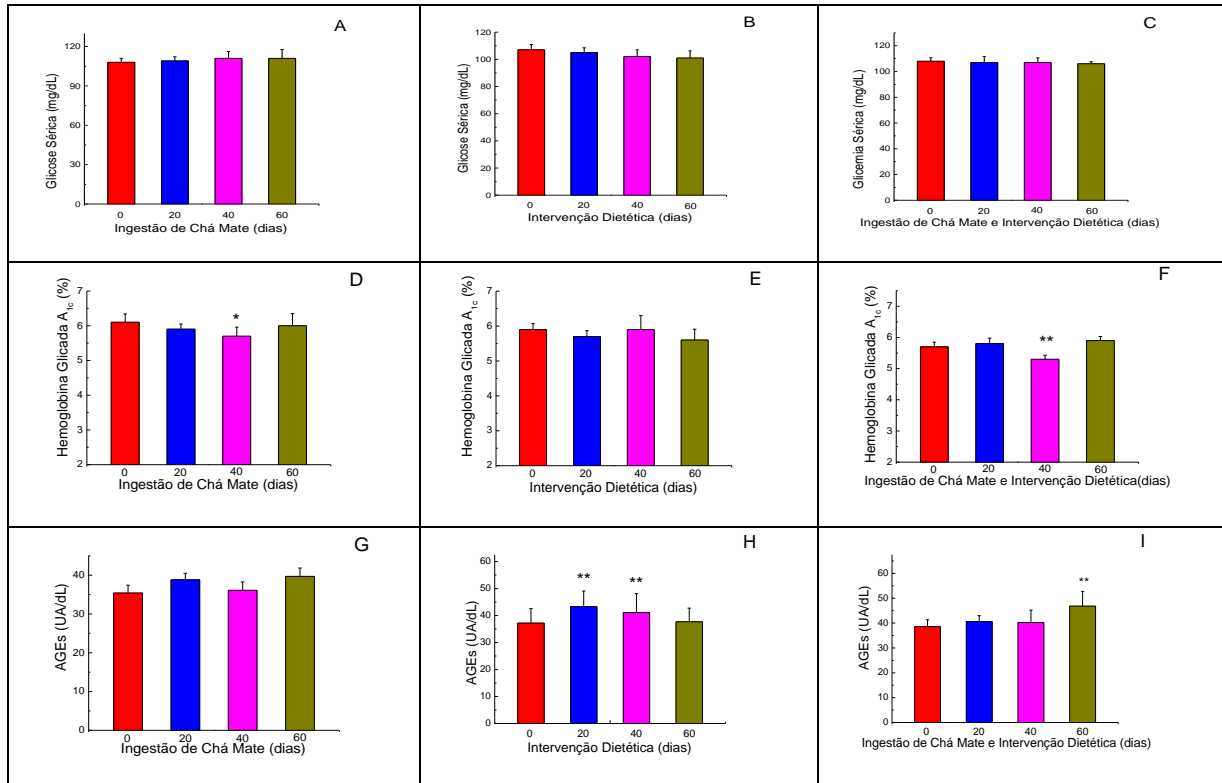 A
Glicose Sérica (mg/dL)
120
90
60
30
0
0 20 40 60
Ingestão de Chá Mate (dias)
B
Glicose Sérica (mg/dL)
120
100
80
60
40
20
0
0 20 40 60
Intervenção Dietética (dias)
C
Glicemia Sérica (mg/dL)
120
100
80
60
40
20
0
0 20 40 60
Ingestão de Chá Mate e Intervenção Dietética (dias)
D
Hemoglobina Glicada A1c (%)
7
6
5
4
3
2
*
0 20 40 60
Ingestão de Chá Mate (dias)
E
Hemoglobina Glicada A1c (%)
7
6
5
4
3
2
0 20 40 60
Intervenção Dietética (dias)
F
Hemoglobina Glicada A1c (%)
7
6
5
4
3
2
**
0 20 40 60
Ingestão de Chá Mate e Intervenção Dietética(dias)
G
AGEs (UA/dL)
40
30
20
10
0
0 20 40 60
Ingestão de Chá Mate (dias)
H
AGEs (UA/dL)
60
50
40
30
20
10
0
** **
0 20 40 60
Intervenção Dietética (dias)
I
AGEs (UA/dL)
60
50
40
30
20
10
0
**
0 20 40 60
Ingestão de Chá Mate e Intervenção Dietética (dias)